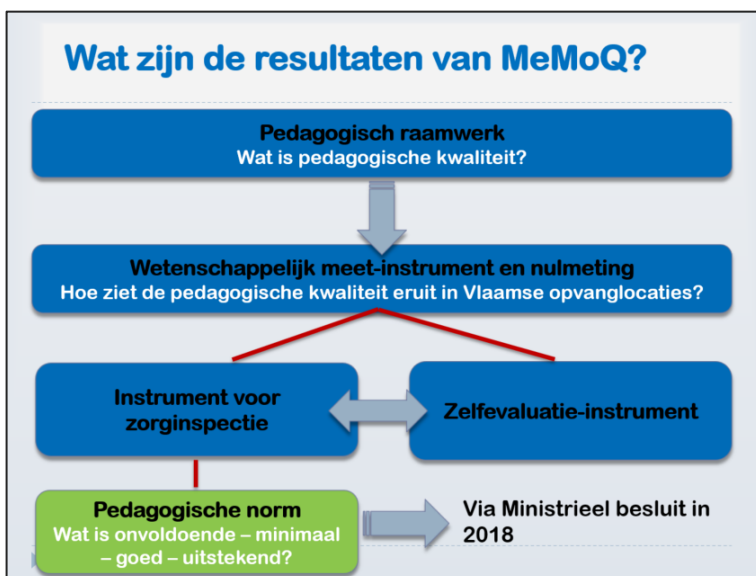 Wat zijn de resultaten van MeMoQ?
Pedagogisch raamwerk
Wat is pedagogische kwaliteit?
Wetenschappelijk meet-instrument en nulmeting
Hoe ziet de pedagogische kwaliteit eruit in Vlaamse opvanglocaties?
Instrument voor
zorginspectie
Zelfevaluatie-instrument
Pedagogische norm
Wat is onvoldoende – minimaal
– goed – uitstekend?
Via Ministrieel besluit in
2018